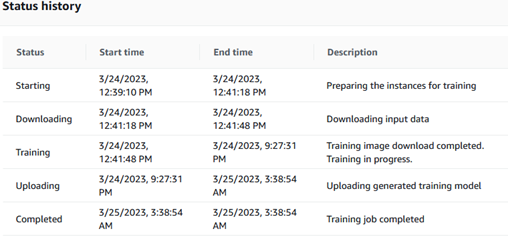 Status history
Status Start time End time Description
Starting 3/24/2023, 12:39:10 PM 3/24/2023, 12:41:18 PM Preparing the instances for training
Downloading 3/24/2023, 12:41:18 PM 3/24/2023, 12:41:48 PM Downloading input data
Training 3/24/2023, 12:41:48 PM 3/24/2023, 9:27:31 PM Training image download completed. Training in progress.
Uploading 3/24/2023, 9:27:31 PM 3/25/2023, 3:38:54 AM Uploading generated training model
Completed 3/25/2023, 3:38:54 AM 3/25/2023, 3:38:54 AM Training job completed